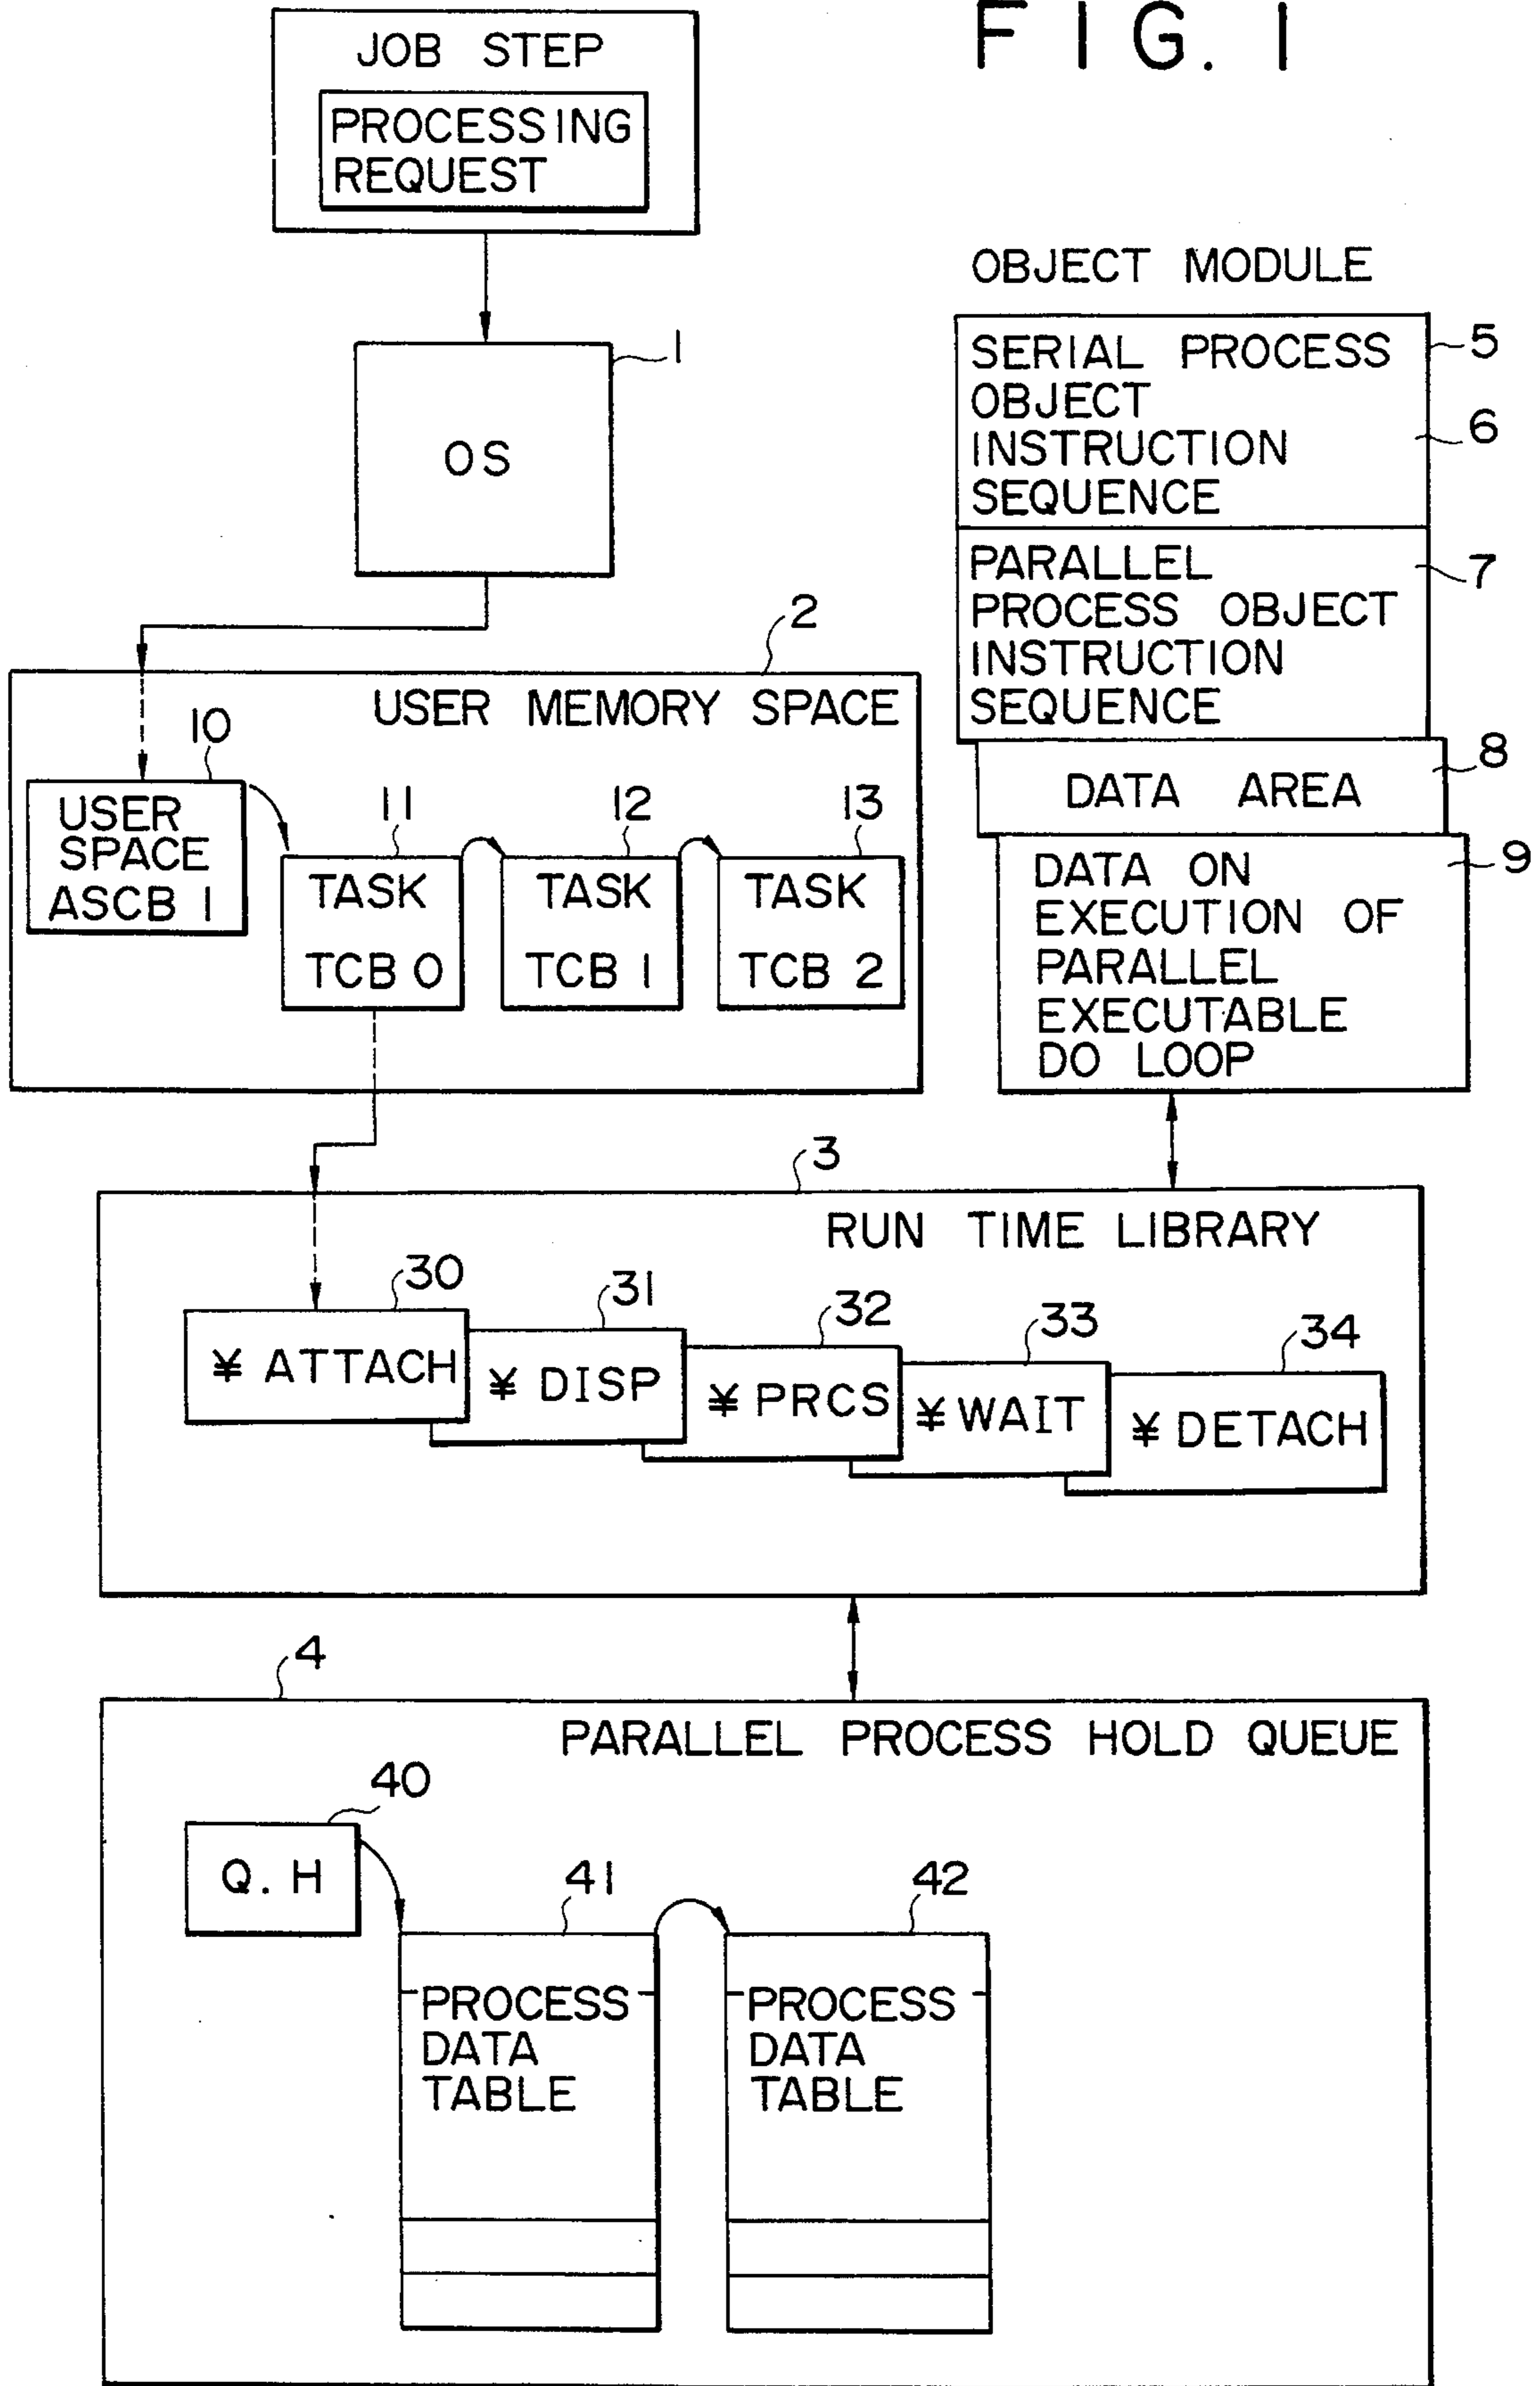 FIG. 1
JOB STEP
PROCESSING
REQUEST
1
OS
OBJECT MODULE
5
SERIAL PROCESS
OBJECT
INSTRUCTION
SEQUENCE
6
PARALLEL
PROCESS OBJECT
INSTRUCTION
SEQUENCE
7
DATA AREA
8
DATA ON
EXECUTION OF
PARALLEL
EXECUTABLE
DO LOOP
9
2
USER MEMORY SPACE
10
USER
SPACE
ASCB 1
11
TASK
TCB 0
12
TASK
TCB 1
13
TASK
TCB 2
3
RUN TIME LIBRARY
30
¥ ATTACH
31
¥ DISP
32
¥ PRCS
33
¥ WAIT
34
¥ DETACH
4
PARALLEL PROCESS HOLD QUEUE
40
Q. H
41
PROCESS
DATA
TABLE
42
PROCESS
DATA
TABLE